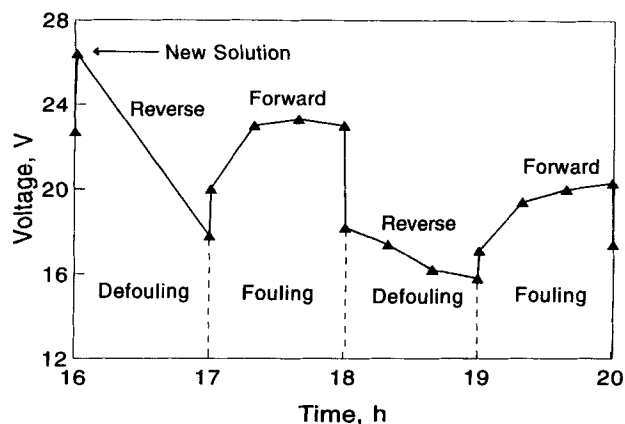 28
New Solution
Reverse
Forward
24
Voltage, V
20
Forward
Reverse
16
Defouling
Fouling
Defouling
Fouling
12
16
17
18
19
20
Time, h